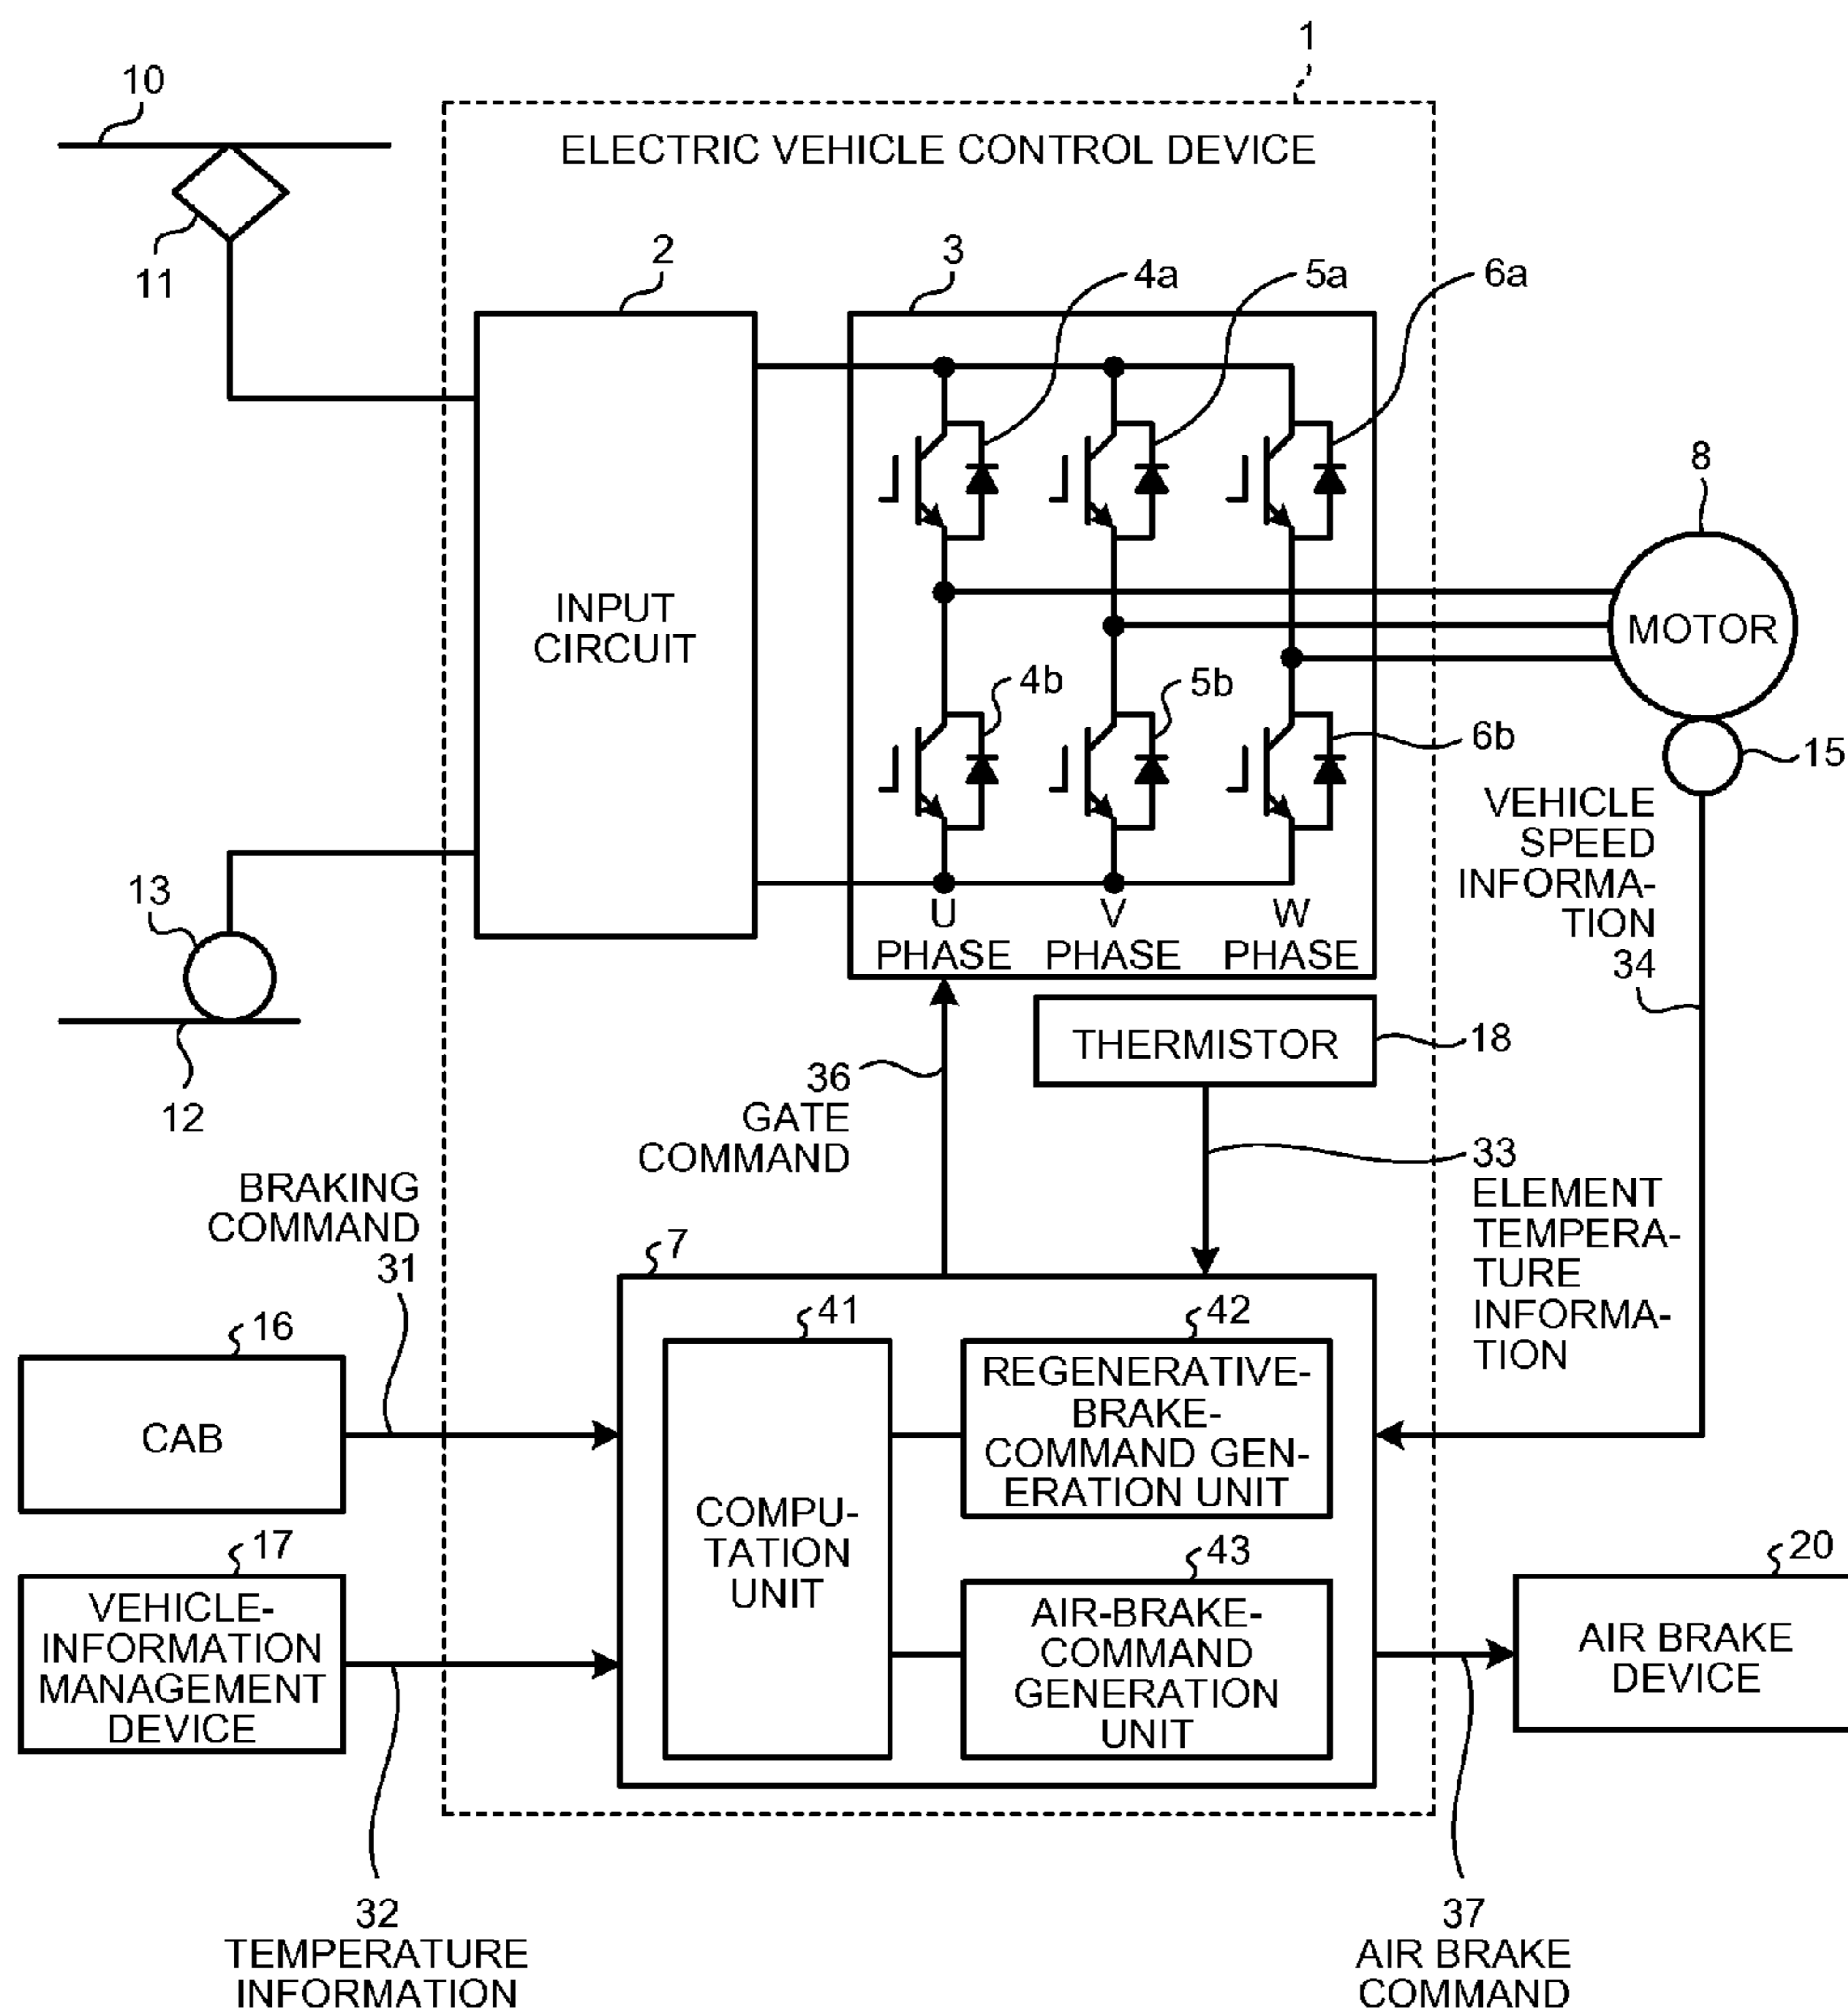 1
10
ELECTRIC VEHICLE CONTROL DEVICE
11
2
3
4a
5a
6a
8
INPUT
CIRCUIT
MOTOR
4b
5b
6b
15
VEHICLE
SPEED
INFORMA-
TION
34
13
U
PHASE
V
PHASE
W
PHASE
12
THERMISTOR
18
36
GATE
COMMAND
33
ELEMENT
TEMPERA-
TURE
INFORMA-
TION
BRAKING
COMMAND
31
7
16
CAB
41
COMPU-
TATION
UNIT
42
REGENERATIVE-
BRAKE-
COMMAND GEN-
ERATION UNIT
17
VEHICLE-
INFORMATION
MANAGEMENT
DEVICE
43
AIR-BRAKE-
COMMAND
GENERATION
UNIT
20
AIR BRAKE
DEVICE
32
TEMPERATURE
INFORMATION
37
AIR BRAKE
COMMAND